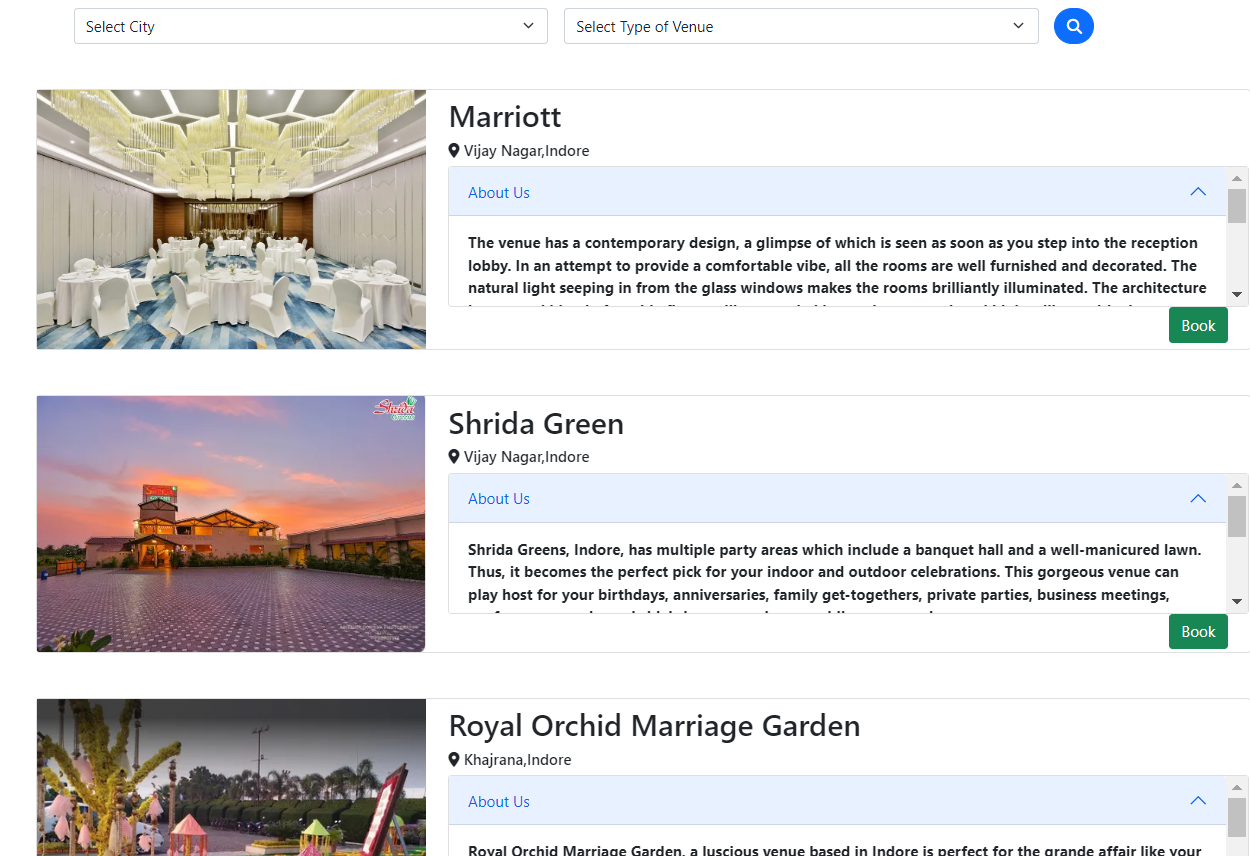 Select City
Select Type of Venue
Marriott
Vijay Nagar,Indore
About Us
The venue has a contemporary design, a glimpse of which is seen as soon as you step into the reception
lobby. In an attempt to provide a comfortable vibe, all the rooms are well furnished and decorated. The
natural light seeping in from the glass windows makes the rooms brilliantly illuminated. The architecture
Book
Shrida
Greens
Shrida Green
Vijay Nagar,Indore
About Us
Shrida Greens, Indore, has multiple party areas which include a banquet hall and a well-manicured lawn.
Thus, it becomes the perfect pick for your indoor and outdoor celebrations. This gorgeous venue can
play host for your birthdays, anniversaries, family get-togethers, private parties, business meetings,
Book
Royal Orchid Marriage Garden
Khajrana,Indore
About Us
Royal Orchid Marriage Garden, a luscious venue based in Indore is perfect for the grande affair like your